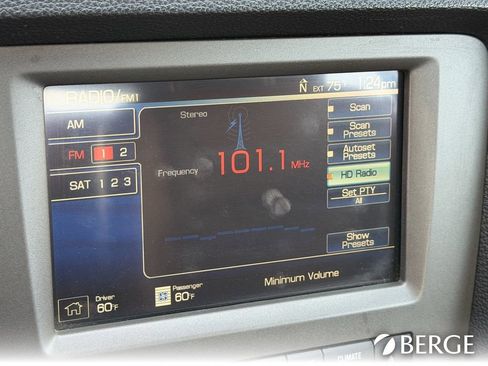 RADIO/FM1
N EXT 75° 1:24pm
AM
FM 1 2
SAT 1 2 3
Stereo
Frequency 101.1 MHz
Scan
Scan
Presets
Autoset
Presets
HD Radio
Set PTY
All
Show
Presets
Driver
60°F
Passenger
60°F
Minimum Volume
CLIMATE
BERGE